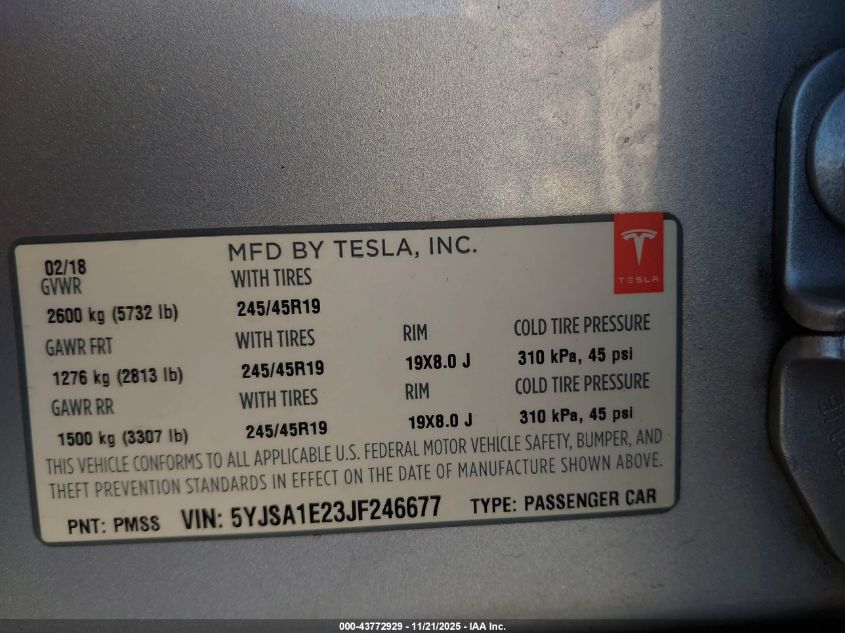 MFD BY TESLA, INC.
TESLA
02/18
GVWR WITH TIRES
2600 kg (5732 lb) 245/45R19
GAWR FRT WITH TIRES RIM COLD TIRE PRESSURE
1276 kg (2813 lb) 245/45R19 19X8.0 J 310 kPa, 45 psi
GAWR RR WITH TIRES RIM COLD TIRE PRESSURE
1500 kg (3307 lb) 245/45R19 19X8.0 J 310 kPa, 45 psi
THIS VEHICLE CONFORMS TO ALL APPLICABLE U.S. FEDERAL MOTOR VEHICLE SAFETY, BUMPER, AND
THEFT PREVENTION STANDARDS IN EFFECT ON THE DATE OF MANUFACTURE SHOWN ABOVE.
PNT: PMSS VIN: 5YJSA1E23JF246677 TYPE: PASSENGER CAR
000-43772929 - 11/21/2025 - IAA Inc.